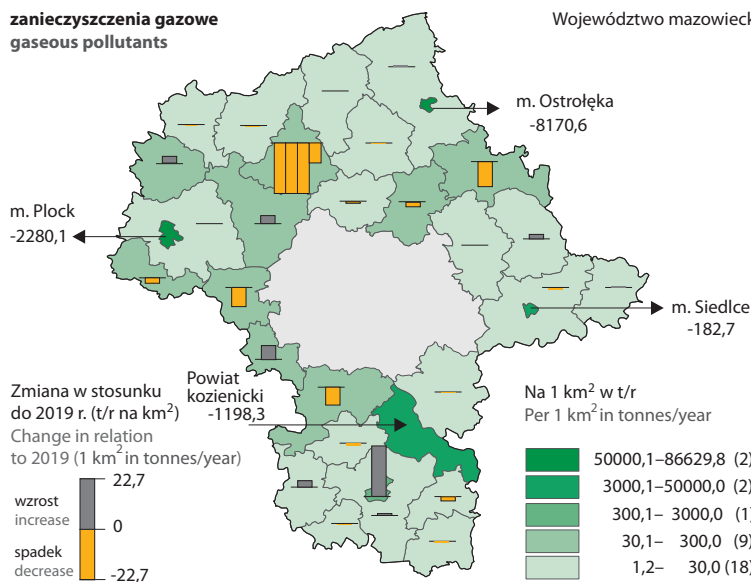 zanieczyszczenia gazowe
gaseous pollutants
Województwo mazowieck
m. Ostrołęka
-8170,6
m. Płock
-2280,1
m. Siedlce
-182,7
Powiat
kozienicki
-1198,3
Zmiana w stosunku
do 2019 r. (t/r na km²)
Change in relation
to 2019 (1 km² in tonnes/year)
22,7
wzrost
increase
0
spadek
decrease
-22,7
Na 1 km² w t/r
Per 1 km² in tonnes/year
50000,1–86629,8 (2)
3000,1–50000,0 (2)
300,1– 3000,0 (1)
30,1– 300,0 (9)
1,2– 30,0 (18)